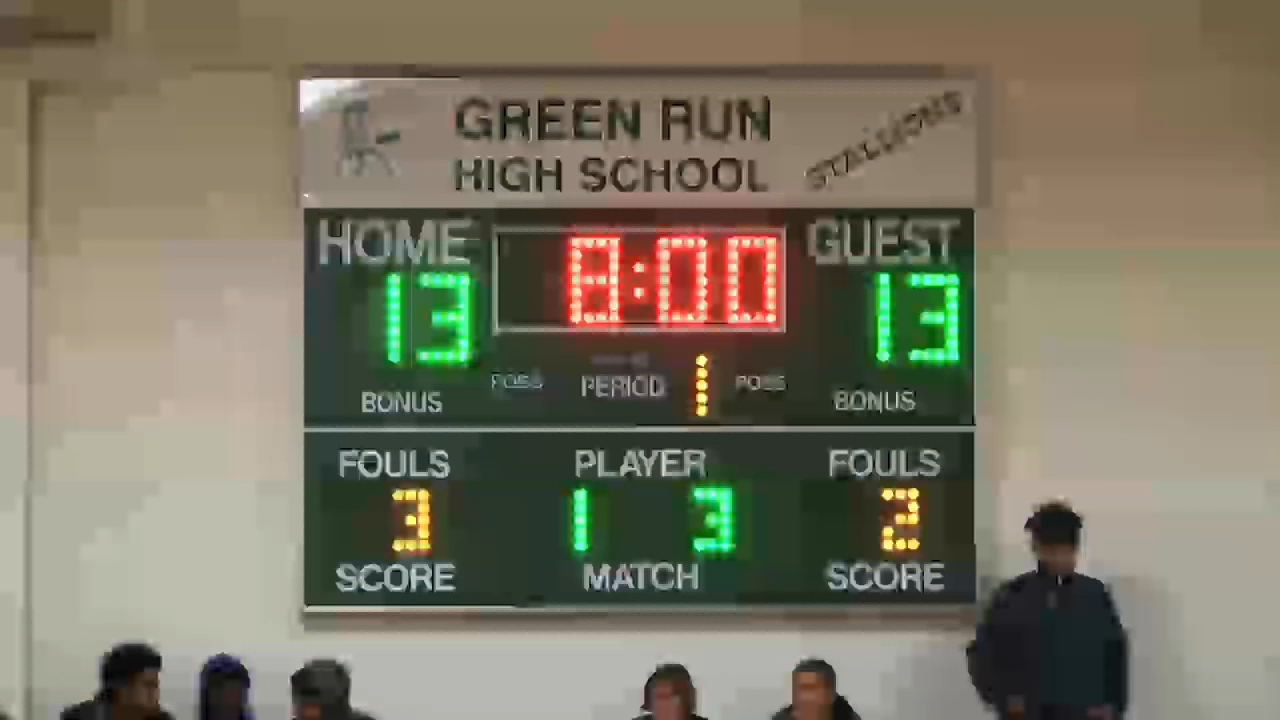 GREEN RUN
STALLIONS
HIGH SCHOOL
HOME 8:00 GUEST
13 13
POSS PERIOD 1 POSS
BONUS BONUS
FOULS PLAYER FOULS
3 1 3 2
SCORE MATCH SCORE